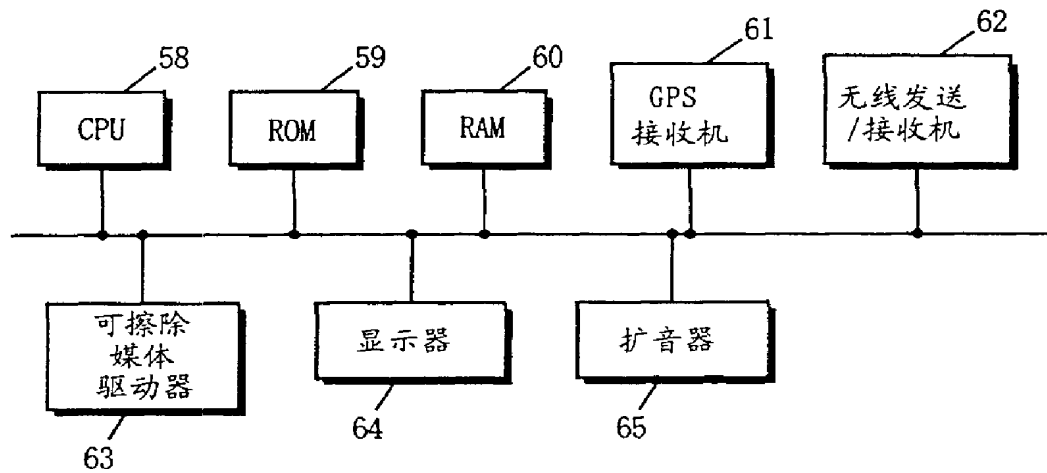 58
59
60
61
62
CPU
ROM
RAM
GPS
接收机
无线发送
/接收机
可擦除
媒体
驱动器
显示器
扩音器
63
64
65